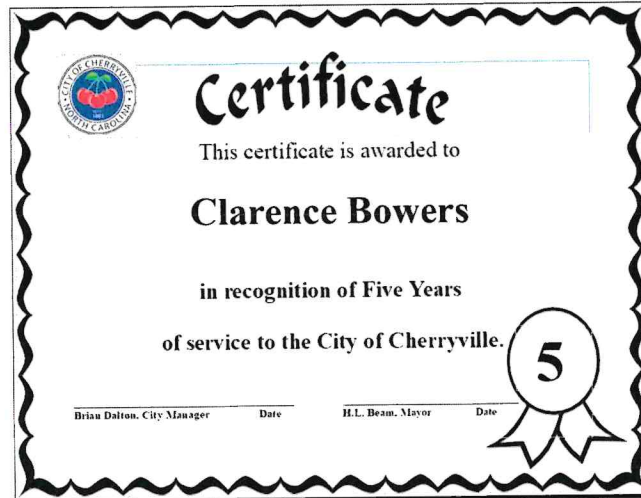 CITY OF CHERRYVILLE
NORTH CAROLINA
Certificate
This certificate is awarded to
Clarence Bowers
in recognition of Five Years
of service to the City of Cherryville.
5
Brian Dalton, City Manager Date H.L. Beam, Mayor Date